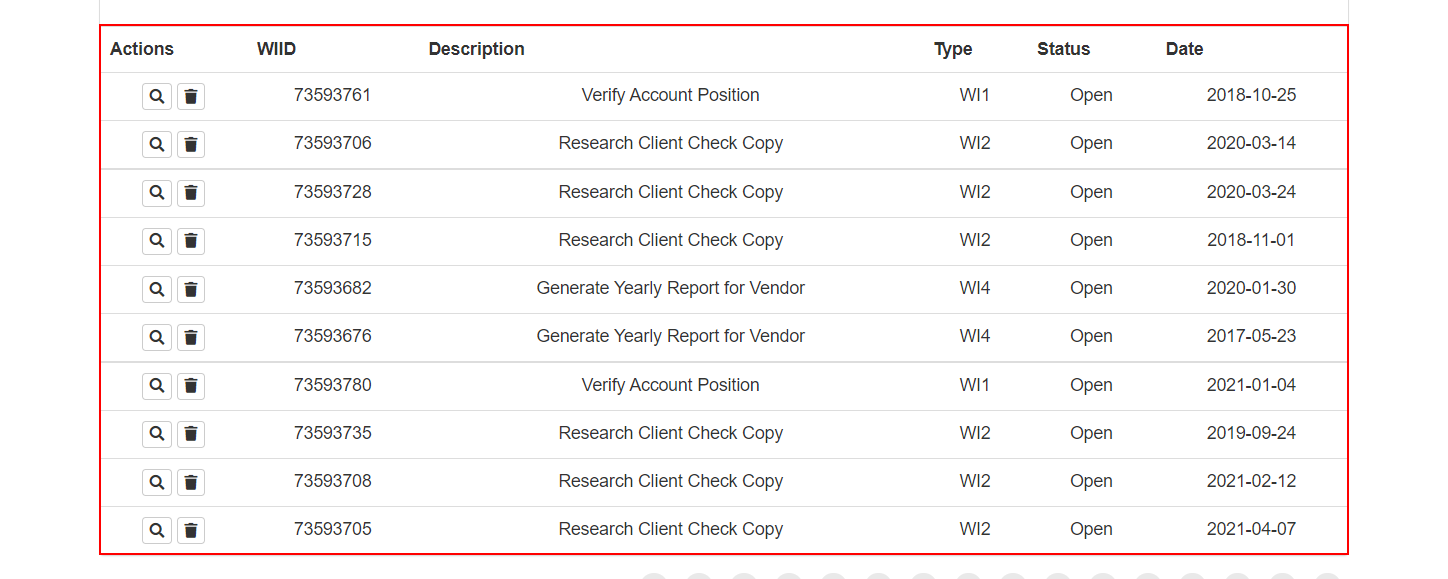 Actions WIID Description Type Status Date
73593761 Verify Account Position WI1 Open 2018-10-25
73593706 Research Client Check Copy WI2 Open 2020-03-14
73593728 Research Client Check Copy WI2 Open 2020-03-24
73593715 Research Client Check Copy WI2 Open 2018-11-01
73593682 Generate Yearly Report for Vendor WI4 Open 2020-01-30
73593676 Generate Yearly Report for Vendor WI4 Open 2017-05-23
73593780 Verify Account Position WI1 Open 2021-01-04
73593735 Research Client Check Copy WI2 Open 2019-09-24
73593708 Research Client Check Copy WI2 Open 2021-02-12
73593705 Research Client Check Copy WI2 Open 2021-04-07